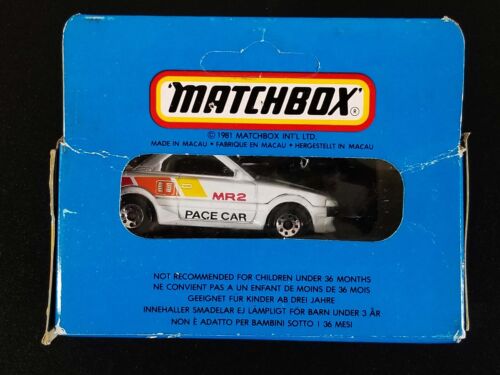 MATCHBOX®
© 1981 MATCHBOX INT'L LTD.
MADE IN MACAU • FABRIQUE EN MACAU • HERGESTELLT IN MACAU
MR2
PACE CAR
NOT RECOMMENDED FOR CHILDREN UNDER 36 MONTHS
NE CONVIENT PAS A UN ENFANT DE MOINS DE 36 MOIS
GEEIGNET FUR KINDER AB DREI JAHRE
INNEHALLER SMADELAR EJ LAMPLIGT FÖR BARN UNDER 3 ÅR
NON È ADATTO PER BAMBINI SOTTO I 36 MESI